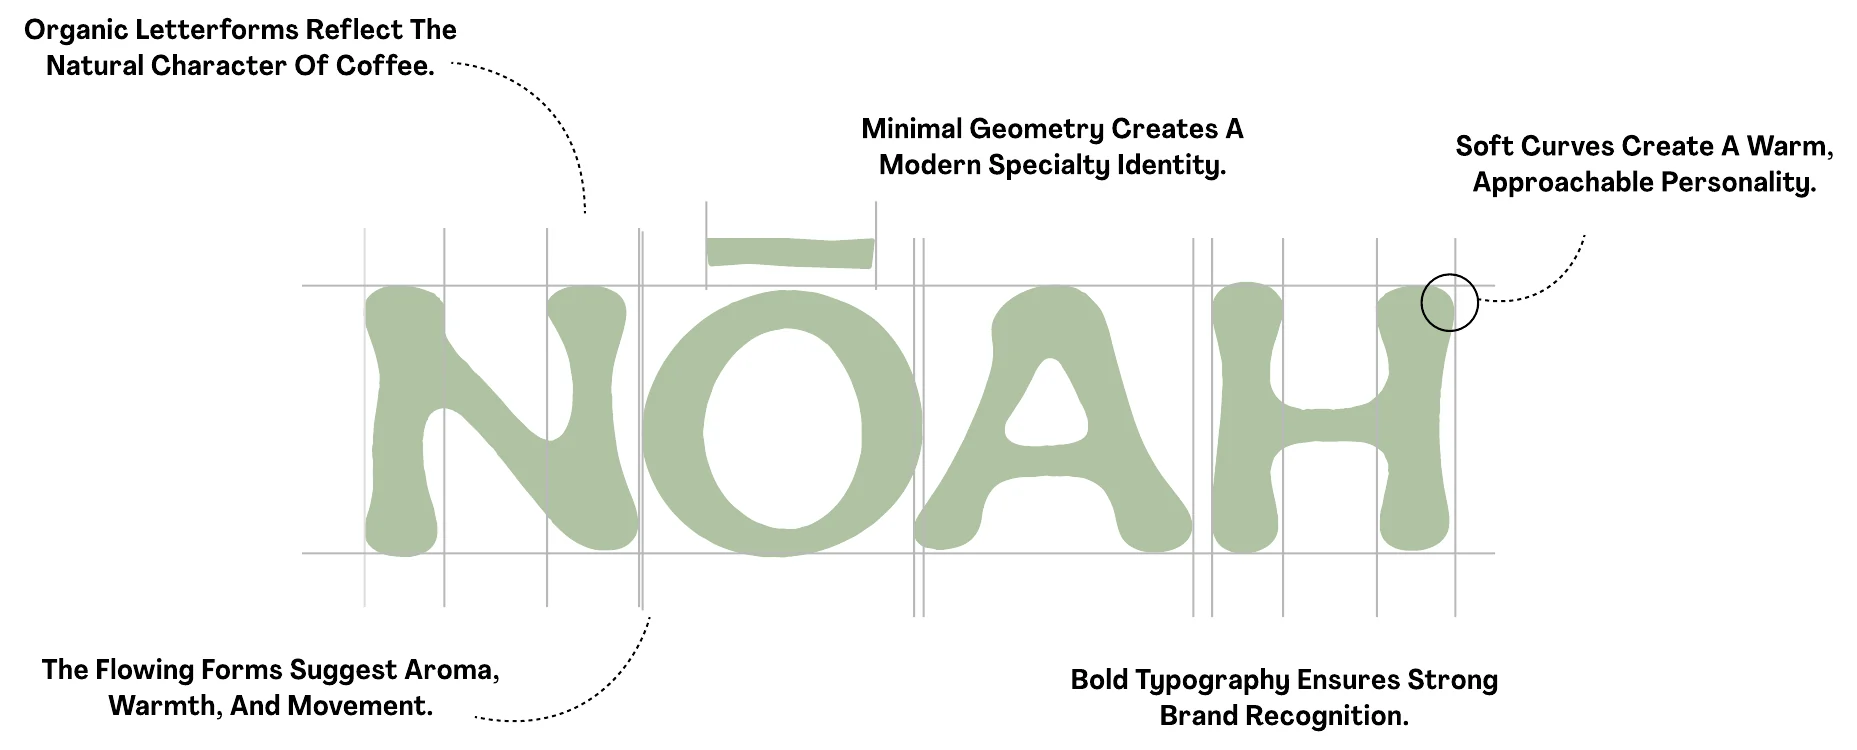 Organic Letterforms Reflect The
Natural Character Of Coffee.
Minimal Geometry Creates A
Modern Specialty Identity.
Soft Curves Create A Warm,
Approachable Personality.
NŌAH
The Flowing Forms Suggest Aroma,
Warmth, And Movement.
Bold Typography Ensures Strong
Brand Recognition.